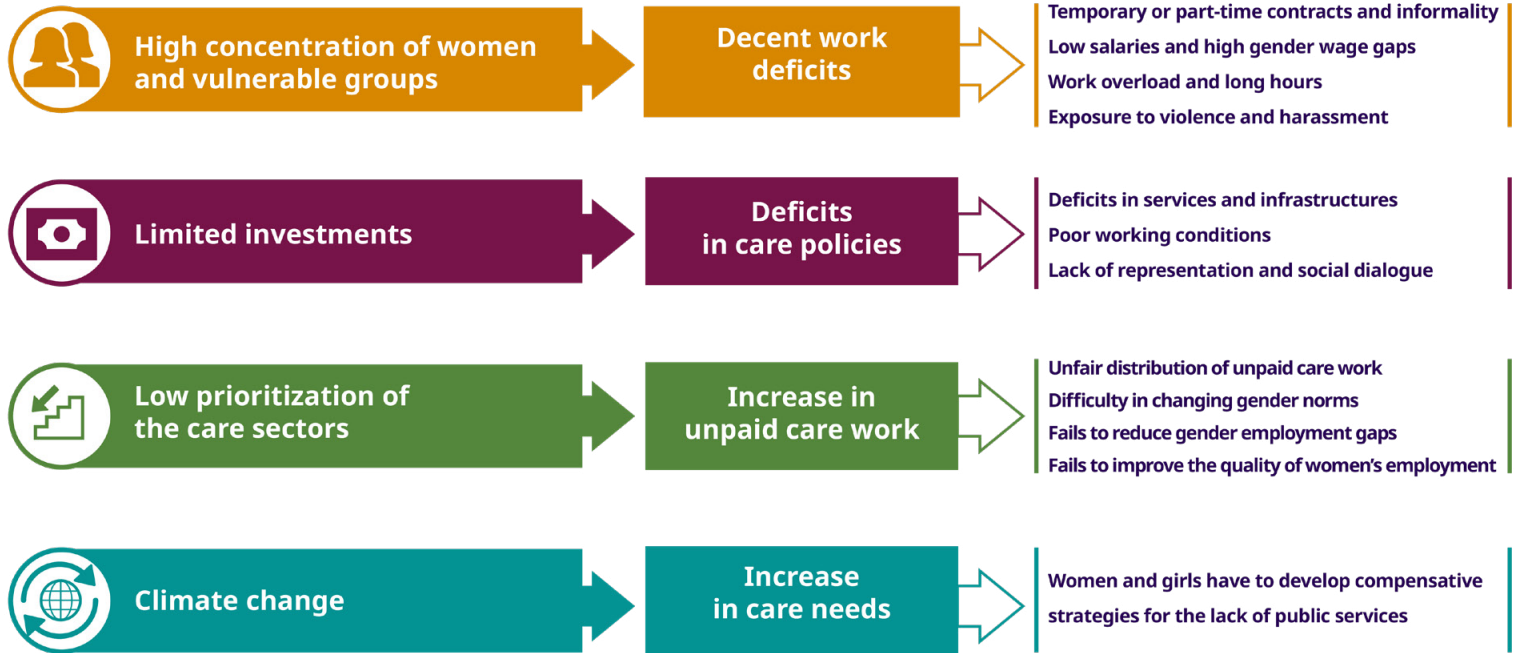 High concentration of women
and vulnerable groups
Decent work
deficits
Temporary or part-time contracts and informality
Low salaries and high gender wage gaps
Work overload and long hours
Exposure to violence and harassment
Limited investments
Deficits
in care policies
Deficits in services and infrastructures
Poor working conditions
Lack of representation and social dialogue
Low prioritization of
the care sectors
Increase in
unpaid care work
Unfair distribution of unpaid care work
Difficulty in changing gender norms
Fails to reduce gender employment gaps
Fails to improve the quality of women’s employment
Climate change
Increase
in care needs
Women and girls have to develop compensative
strategies for the lack of public services